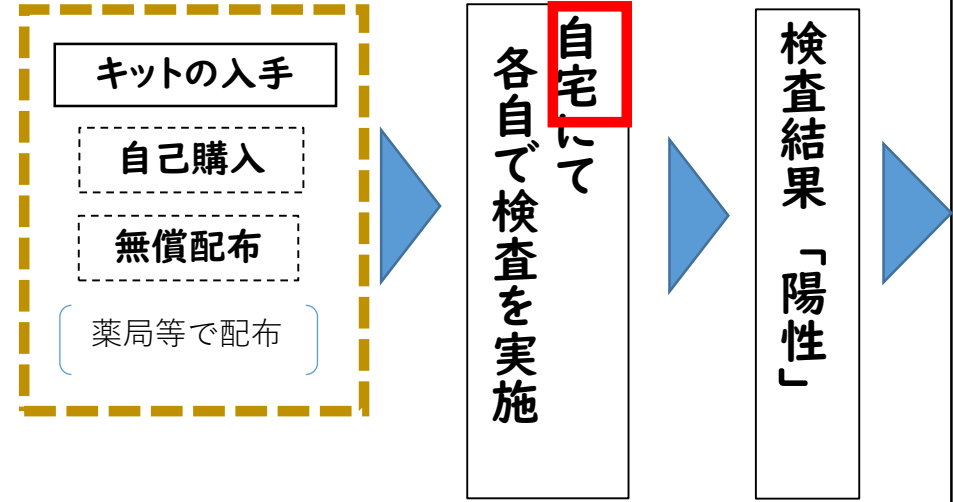 キットの入手
自己購入
無償配布
薬局等で配布
自宅にて
各自で検査を実施
検査結果「陽性」